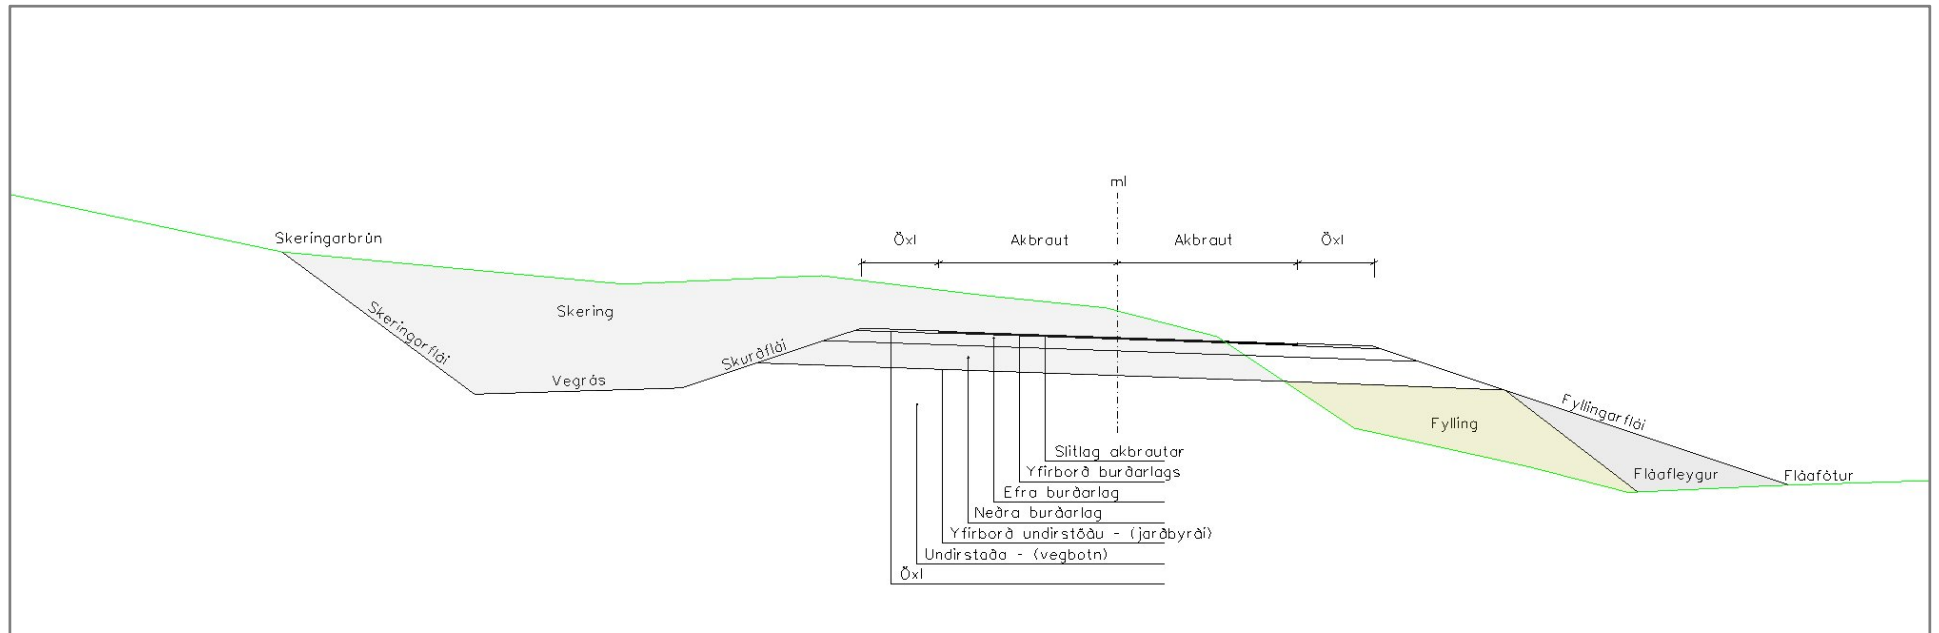 ml
Skeringarbrún
Öxl
Akbraut
Akbraut
Öxl
Skeringarflái
Skering
Skurðflái
Vegrás
Fyllingarflái
Fylling
Fláafleygur
Fláafótur
Slitlag akbrautar
Yfirborð burðarlags
Efra burðarlag
Neðra burðarlag
Yfirborð undirstöðu - (jarðbyrði)
Undirstaða - (vegbotn)
Öxl